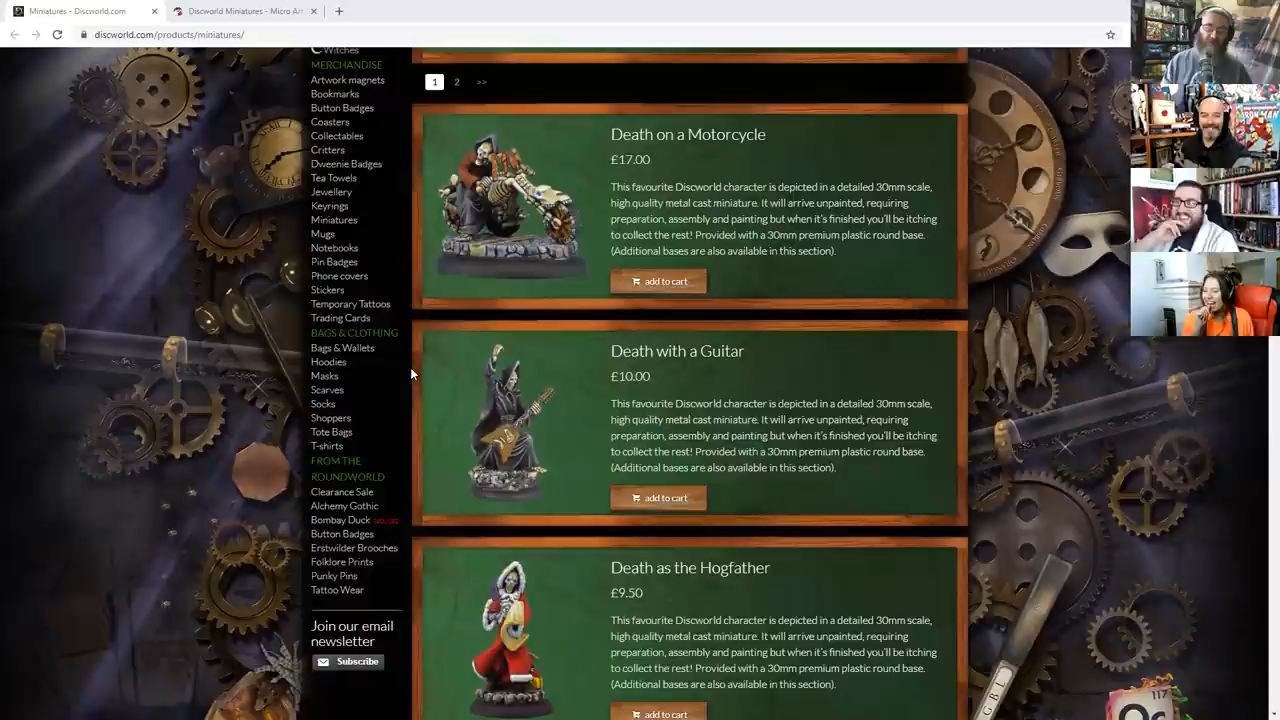 Miniatures - Discworld.com
Discworld Miniatures - Micro Art
discworld.com/products/miniatures/
Witches
MERCHANDISE
Artwork magnets
Bookmarks
Button Badges
Coasters
Collectables
Critters
Dweenie Badges
Tea Towels
Jewellery
Keyrings
Miniatures
Mugs
Notebooks
Pin Badges
Phone covers
Stickers
Temporary Tattoos
Trading Cards
BAGS & CLOTHING
Bags & Wallets
Hoodies
Masks
Scarves
Socks
Shoppers
Tote Bags
T-shirts
FROM THE
ROUNDWORLD
Clearance Sale
Alchemy Gothic
Bombay Duck
Button Badges
Erstwilder Brooches
Folklore Prints
Punky Pins
Tattoo Wear
Join our email
newsletter
Subscribe
1 2 >>
Death on a Motorcycle
£17.00
This favourite Discworld character is depicted in a detailed 30mm scale,
high quality metal cast miniature. It will arrive unpainted, requiring
preparation, assembly and painting but when it's finished you'll be itching
to collect the rest! Provided with a 30mm premium plastic round base.
(Additional bases are also available in this section).
add to cart
Death with a Guitar
£10.00
This favourite Discworld character is depicted in a detailed 30mm scale,
high quality metal cast miniature. It will arrive unpainted, requiring
preparation, assembly and painting but when it's finished you'll be itching
to collect the rest! Provided with a 30mm premium plastic round base.
(Additional bases are also available in this section).
add to cart
Death as the Hogfather
£9.50
This favourite Discworld character is depicted in a detailed 30mm scale,
high quality metal cast miniature. It will arrive unpainted, requiring
preparation, assembly and painting but when it's finished you'll be itching
to collect the rest! Provided with a 30mm premium plastic round base.
(Additional bases are also available in this section).
add to cart
IRON MAN
GBL
117